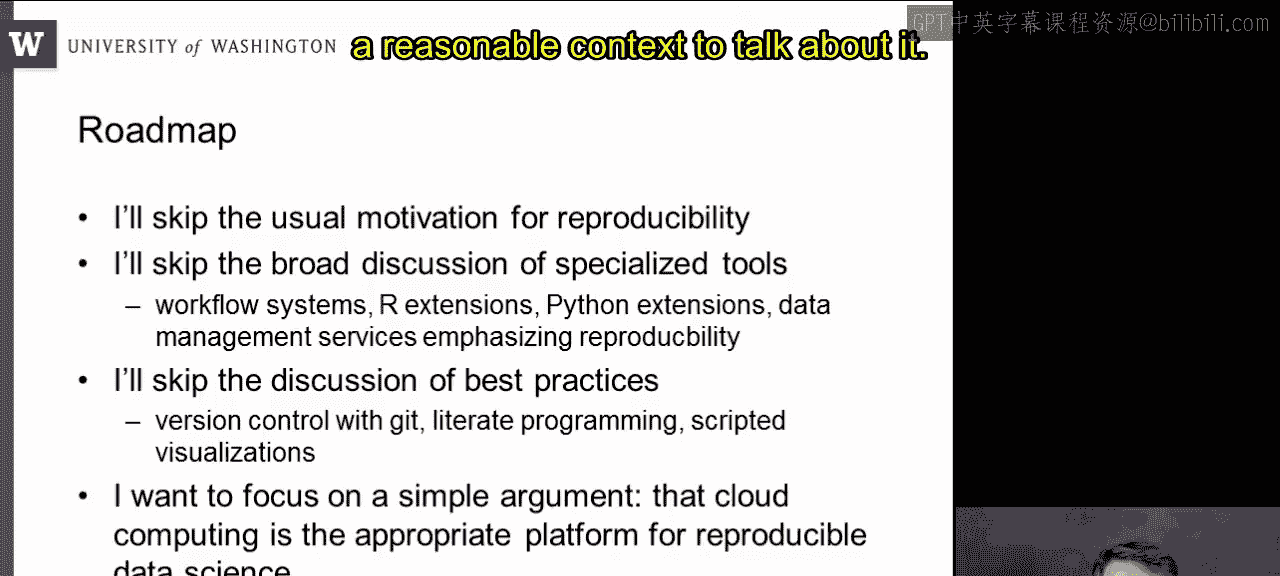 GPT中英字幕课程资源@bilibili.com
W UNIVERSITY of WASHINGTON
a reasonable context to talk about it.
Roadmap
• I'll skip the usual motivation for reproducibility
• I'll skip the broad discussion of specialized tools
– workflow systems, R extensions, Python extensions, data
management services emphasizing reproducbility
• I'll skip the discussion of best practices
– version control with git, literate programming, scripted
visualizations
• I want to focus on a simple argument: that cloud
computing is the appropriate platform for reproducible
data science